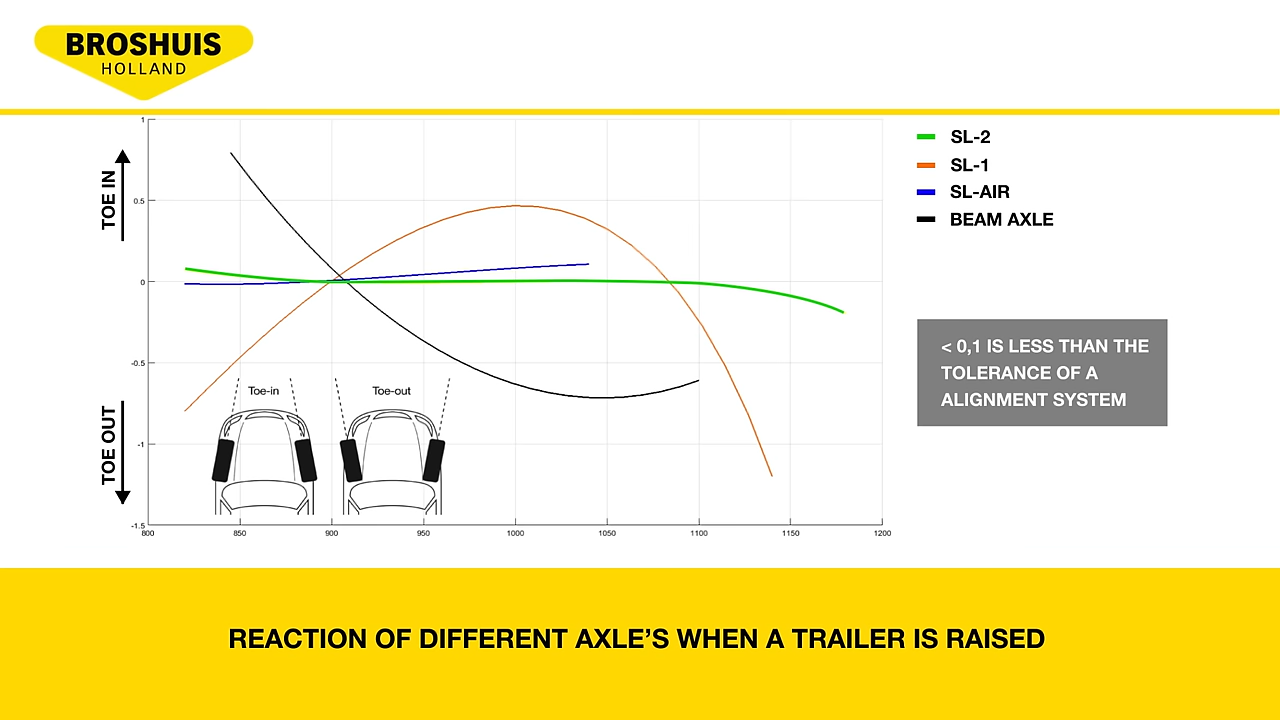 BROSHUIS
HOLLAND
TOE IN
TOE OUT
1
0.5
0
-0.5
-1
-1.5
800
850
900
950
1000
1050
1100
1150
1200
Toe-in
Toe-out
SL-2
SL-1
SL-AIR
BEAM AXLE
< 0,1 IS LESS THAN THE
TOLERANCE OF A
ALIGNMENT SYSTEM
REACTION OF DIFFERENT AXLE’S WHEN A TRAILER IS RAISED